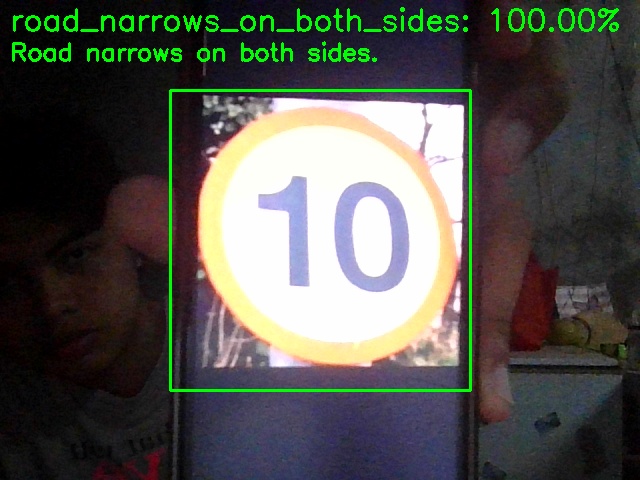 road_narrows_on_both_sides: 100.00%
Road narrows on both sides.
10